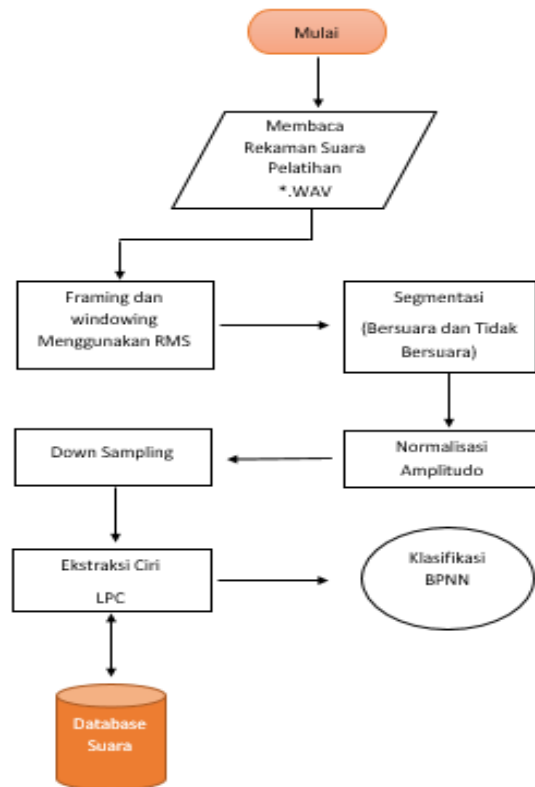 Mulai
Membaca
Rekaman Suara
Pelatihan
*.WAV
Framing dan
windowing
Menggunakan RMS
Segmentasi
(Bersuara dan Tidak
Bersuara)
Down Sampling
Normalisasi
Amplitudo
Ekstraksi Ciri
LPC
Klasifikasi
BPNN
Database
Suara